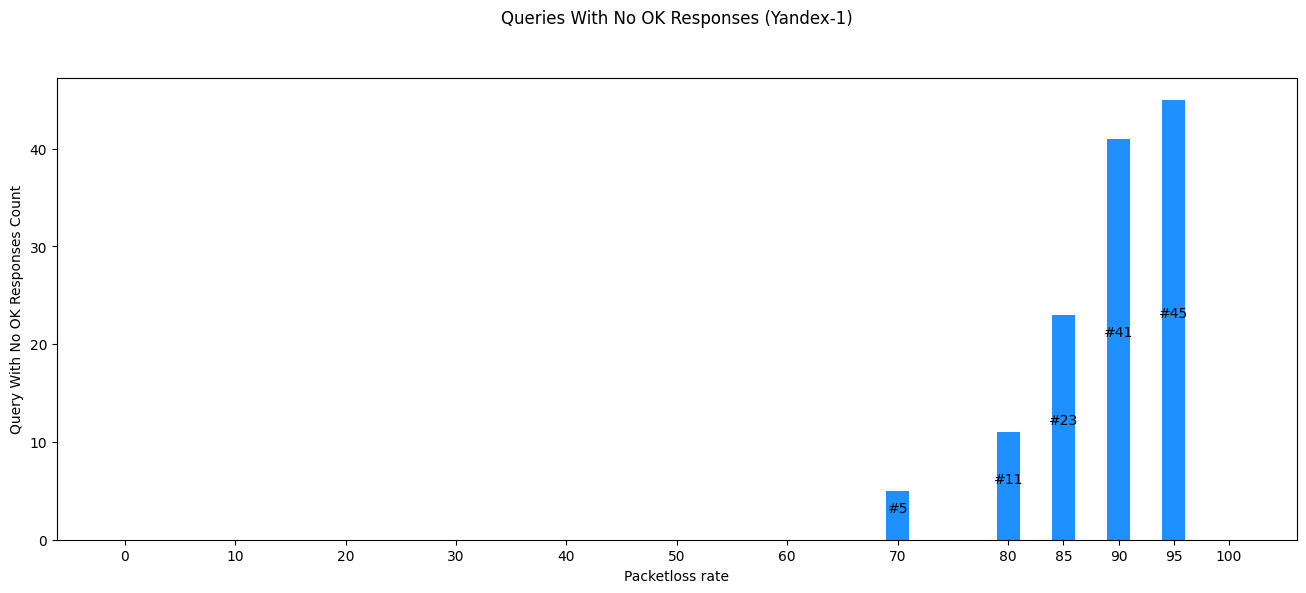 Queries With No OK Responses (Yandex-1)
Query With No OK Responses Count
40
30
20
10
0
#5
#11
#23
#41
#45
0 10 20 30 40 50 60 70 80 85 90 95 100
Packetloss rate